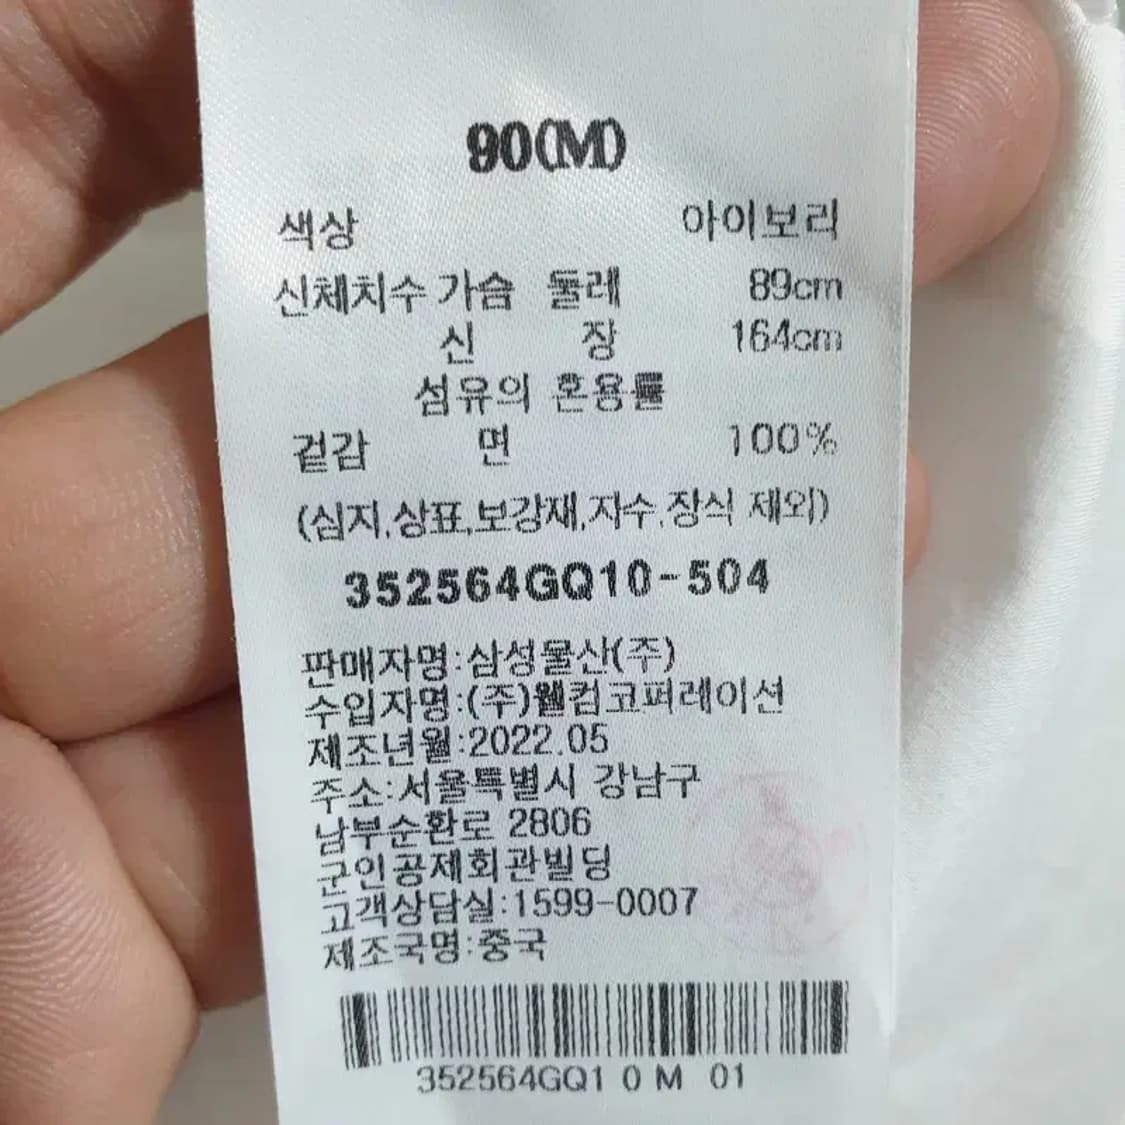 90(M)
색상 아이보리
신체치수 가슴 둘레 89cm
신 장 164cm
섬유의 혼용률
겉감 면 100%
(심지,상표,보강재,자수,장식 제외)
352564GQ10-504
판매자명:삼성물산(주)
수입자명:(주)웰컴코퍼레이션
제조년월:2022.05
주소:서울특별시 강남구
남부순환로 2806
군인공제회관빌딩
고객상담실:1599-0007
제조국명:중국
352564GQ1 0 M 01